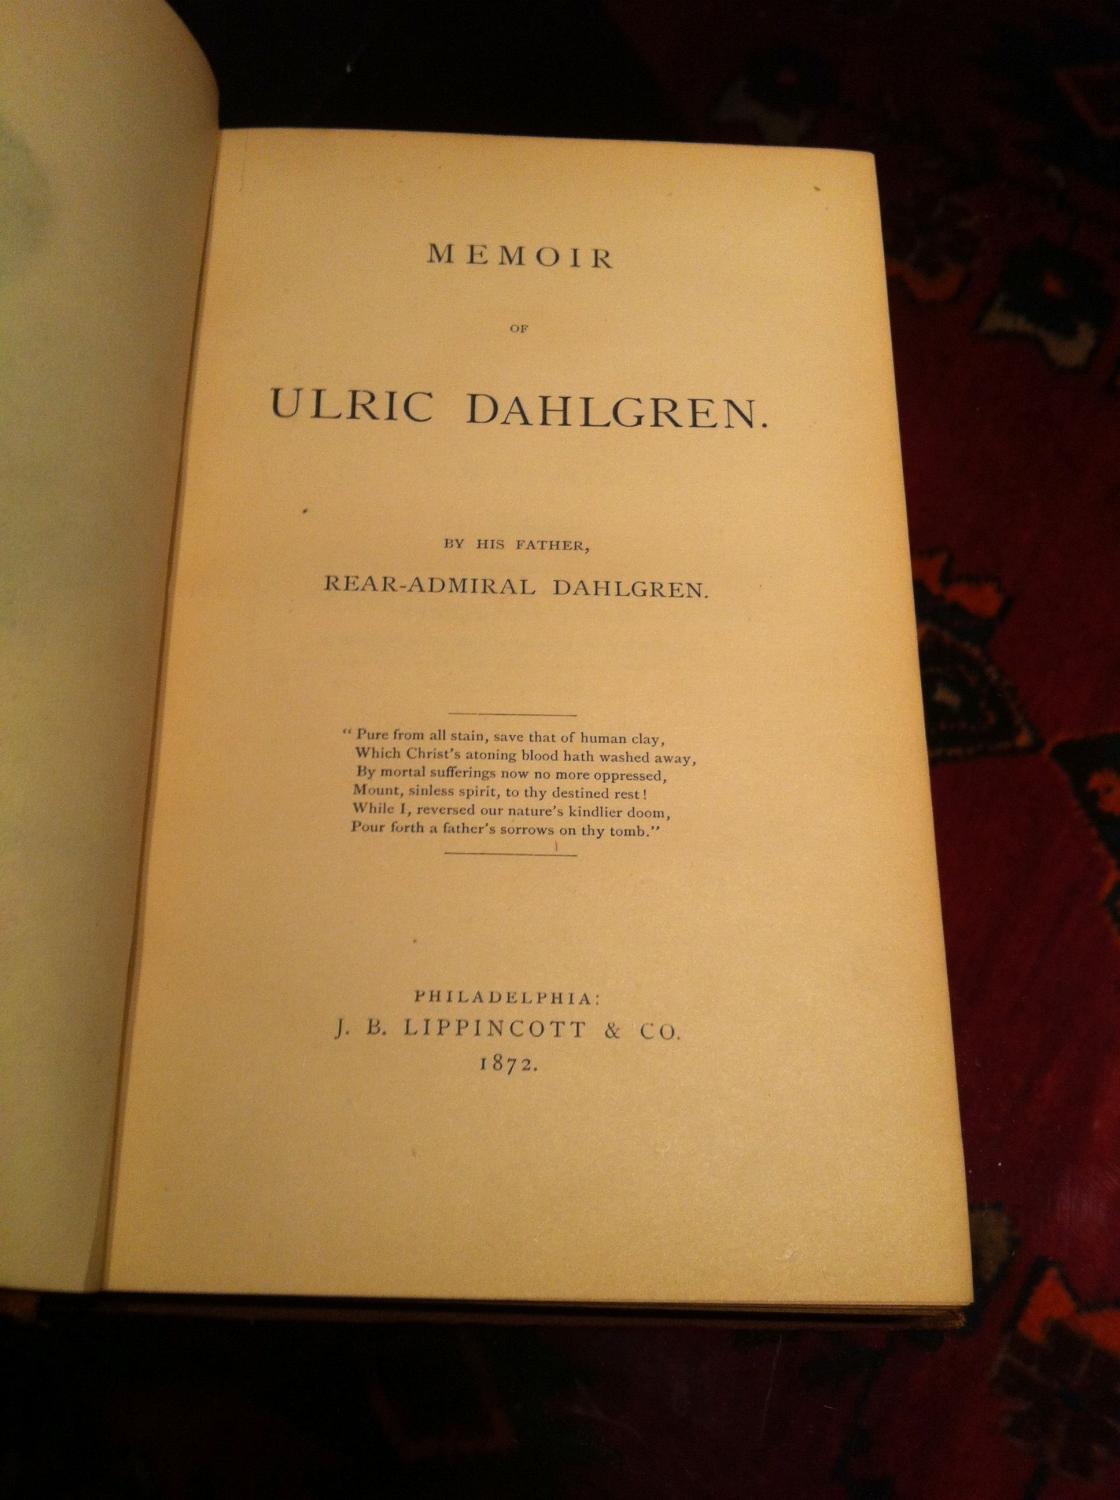 MEMOIR
OF
ULRIC DAHLGREN.
BY HIS FATHER,
REAR-ADMIRAL DAHLGREN.
“Pure from all stain, save that of human clay,
Which Christ’s atoning blood hath washed away,
By mortal sufferings now no more oppressed,
Mount, sinless spirit, to thy destined rest!
While I, reversed our nature’s kindlier doom,
Pour forth a father’s sorrows on thy tomb.”
PHILADELPHIA:
J. B. LIPPINCOTT & CO.
1872.